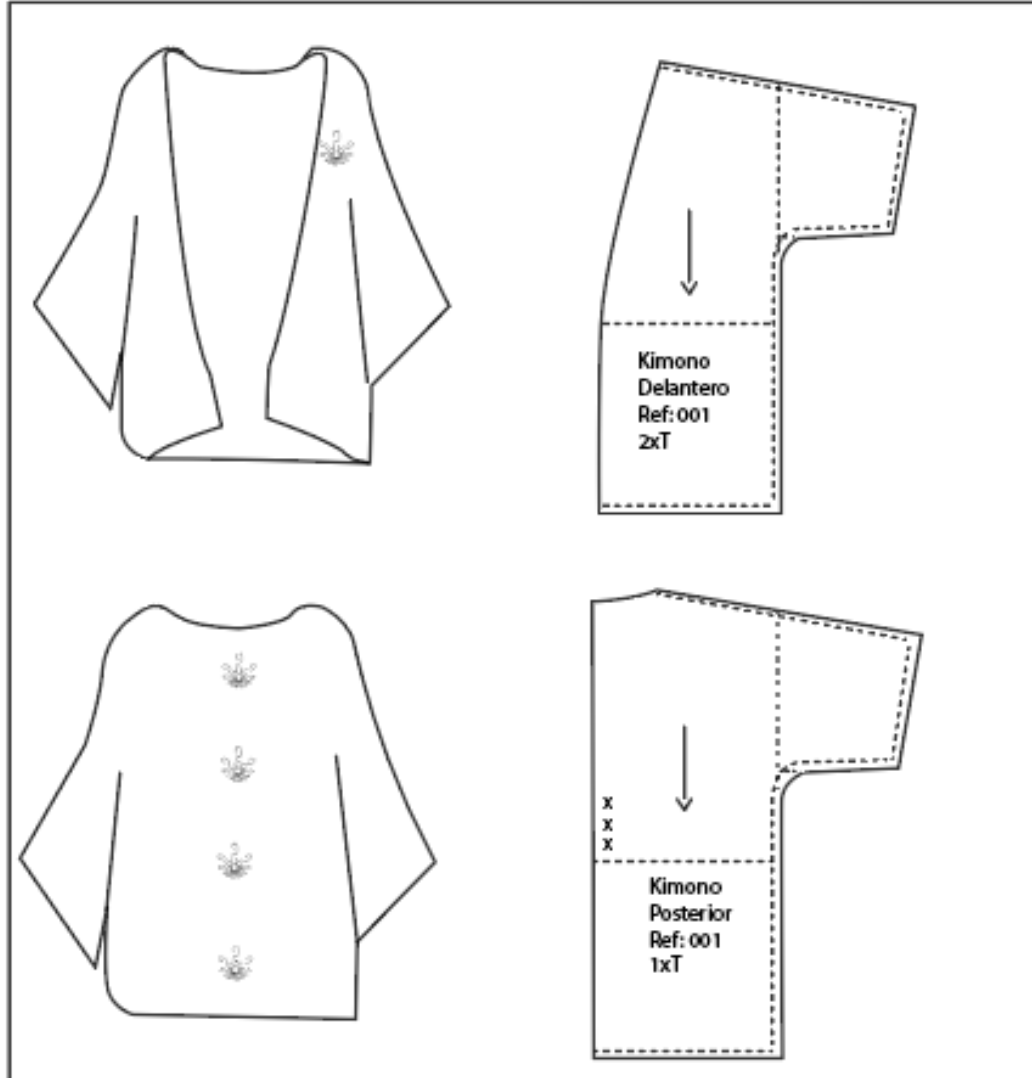 Kimono
Delantero
Ref: 001
2xT
x
x
x
Kimono
Posterior
Ref: 001
1xT